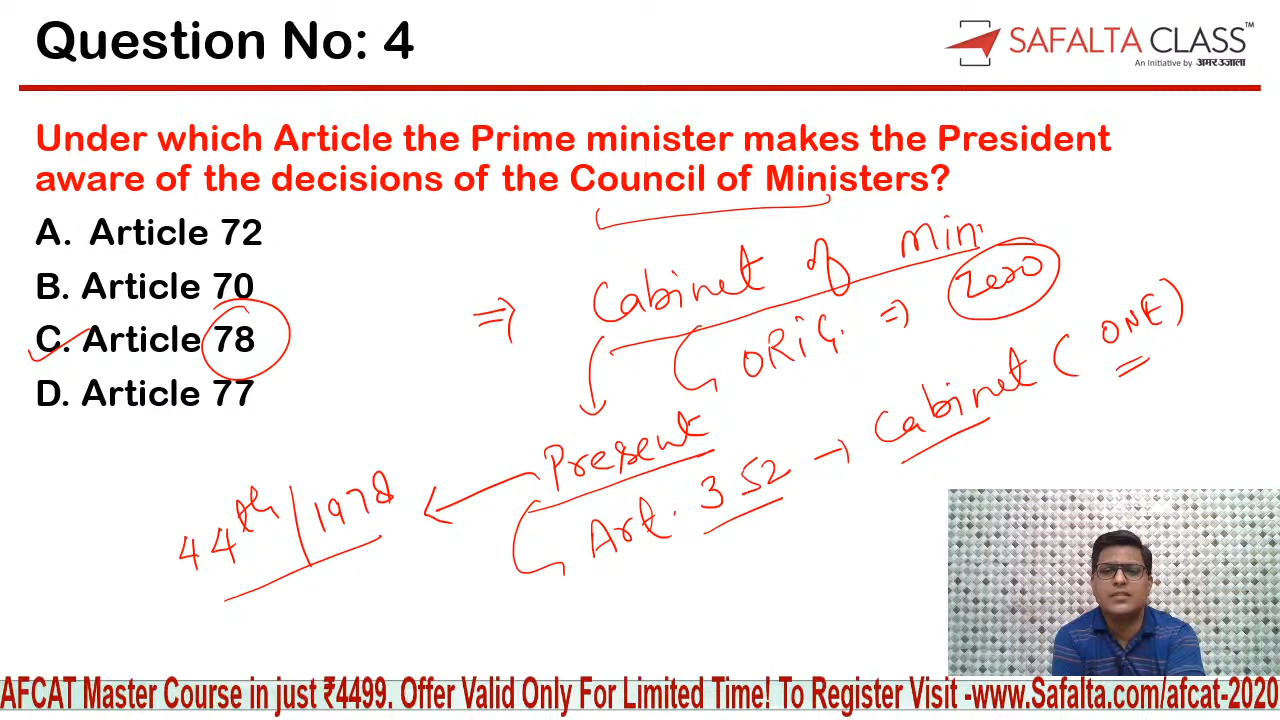 Question No: 4
SAFALTA CLASS™
An Initiative by अमर उजाला
Under which Article the Prime minister makes the President
aware of the decisions of the Council of Ministers?
A. Article 72
B. Article 70
C. Article 78
D. Article 77
⇒ Cabinet of Min.
ORIG. ⇒ Zero
Present
Art. 352 → Cabinet (ONE)
44th / 1978
AFCAT Master Course in just ₹4499. Offer Valid Only For Limited Time! To Register Visit -www.Safalta.com/afcat-2020